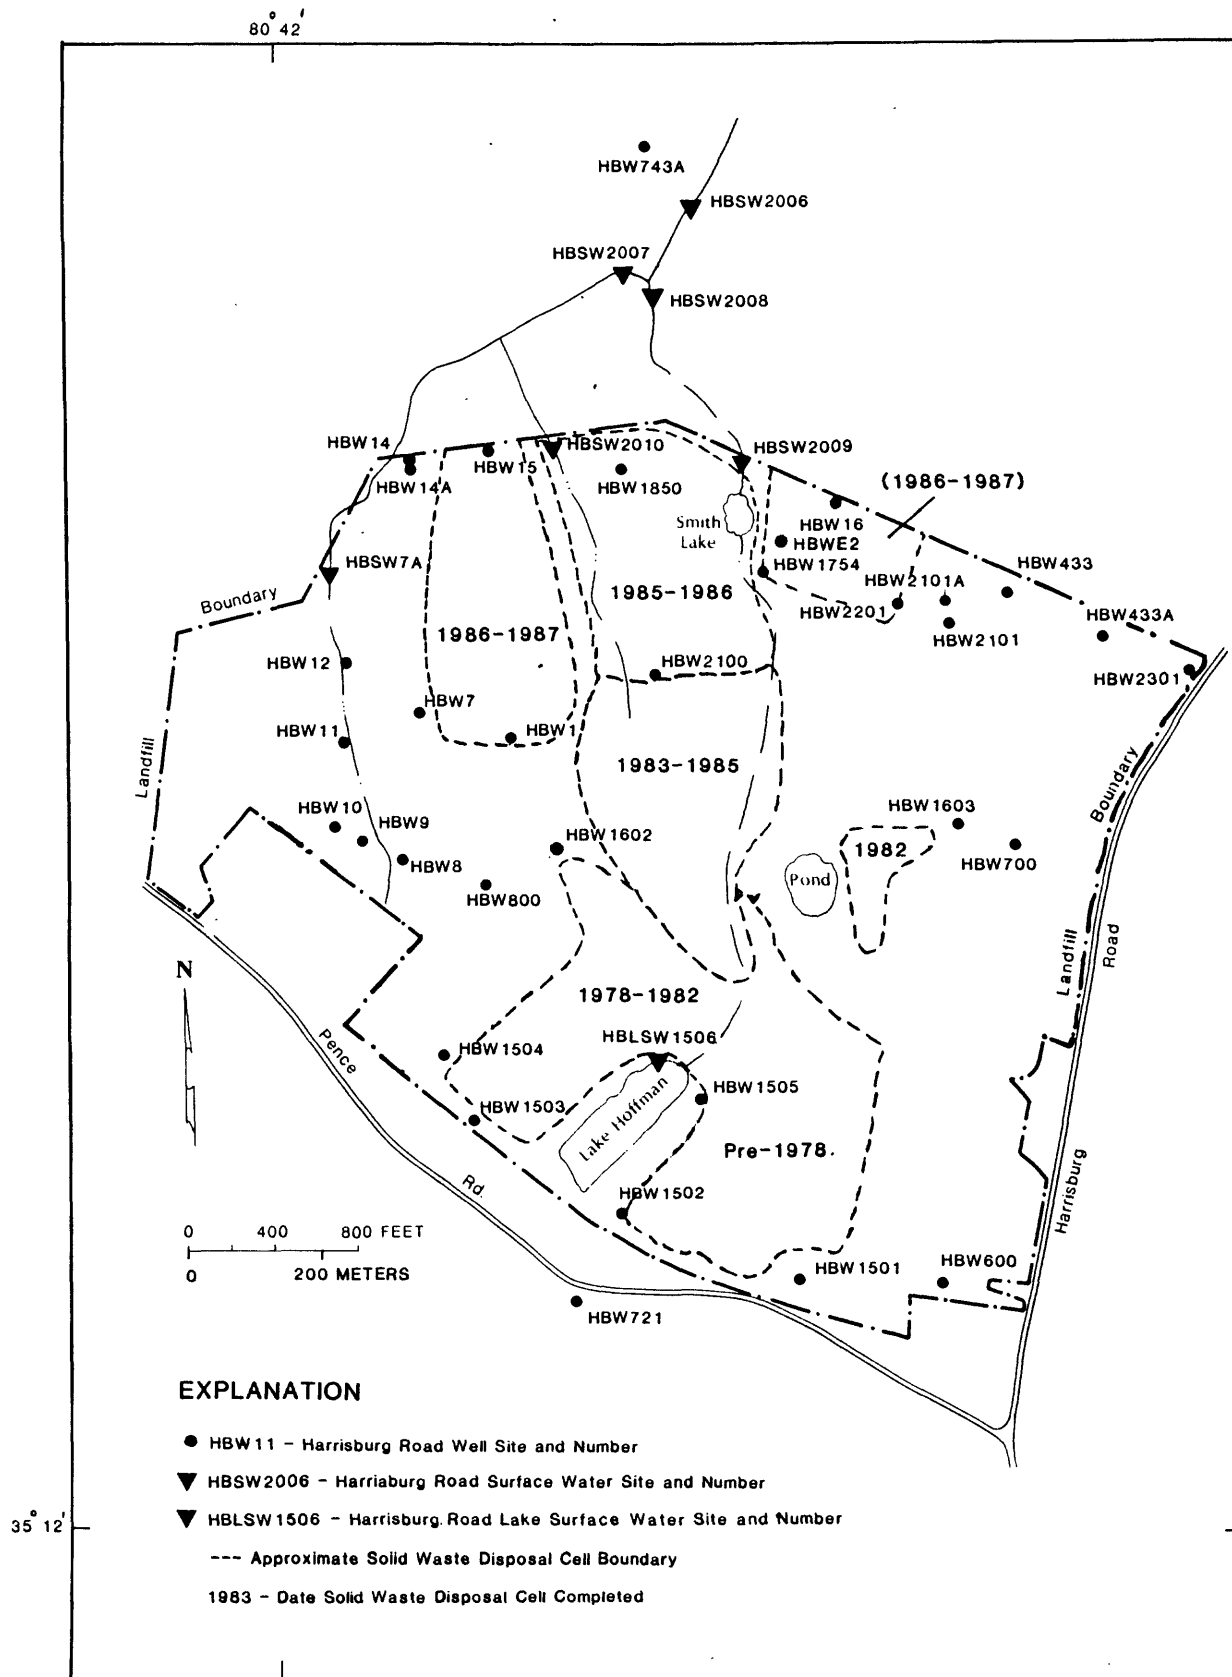 80° 42'
HBW743A
HBSW2006
HBSW2007
HBSW2008
HBW14
HBSW2010
HBSW2009
HBW15
HBW14A
HBW1850
(1986-1987)
Smith
Lake
HBW16
HBWE2
HBW1754
HBSW7A
HBW433
HBW2101A
Boundary
1985-1986
HBW2201
HBW433A
1986-1987
HBW2101
HBW12
HBW2100
HBW2301
HBW7
HBW11
HBW1
Landfill
1983-1985
Boundary
HBW10
HBW9
HBW1603
HBW1602
1982
HBW8
HBW700
Pond
HBW800
Landfill
Road
N
1978-1982
Pence
HBLSW1506
HBW1504
HBW1505
Lake Hoffman
HBW1503
Pre-1978.
Harrisburg
Rd.
HBW1502
0 400 800 FEET
0 200 METERS
HBW1501
HBW600
HBW721
EXPLANATION
HBW11 - Harrisburg Road Well Site and Number
HBSW2006 - Harriaburg Road Surface Water Site and Number
HBLSW1506 - Harrisburg. Road Lake Surface Water Site and Number
35° 12'
--- Approximate Solid Waste Disposal Cell Boundary
1983 - Date Solid Waste Disposal Cell Completed